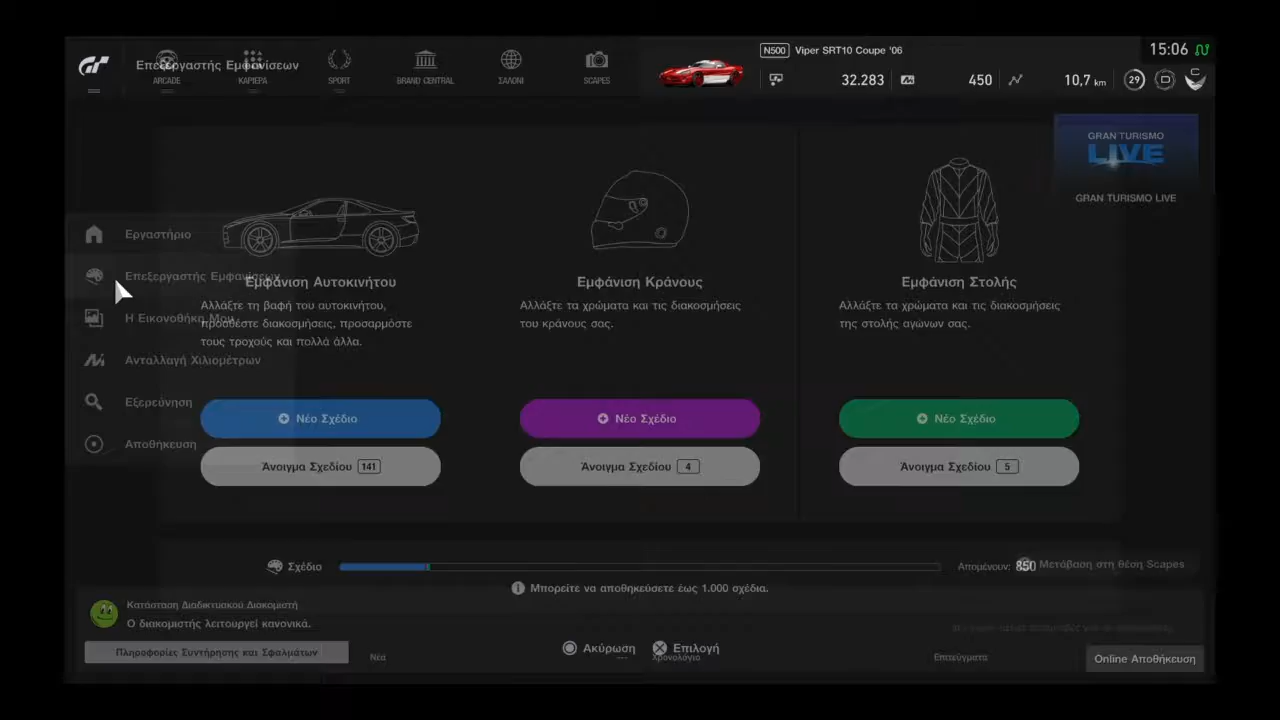 GT
Επεξεργαστής Εμφανίσεων
ARCADE
ΚΑΡΙΕΡΑ
SPORT
BRAND CENTRAL
ΣΑΛΟΝΙ
SCAPES
N500 Viper SRT10 Coupe '06
32.283
450
10,7 km
29
15:06
GRAN TURISMO
LIVE
GRAN TURISMO LIVE
Εργαστήριο
Επεξεργαστής Εμφανίσεων
Η Εικονοθήκη Μου
Ανταλλαγή Χιλιομέτρων
Εξερεύνηση
Αποθήκευση
Εμφάνιση Αυτοκινήτου
Αλλάξτε τη βαφή του αυτοκινήτου,
προσθέστε διακοσμήσεις, προσαρμόστε
τους τροχούς και πολλά άλλα.
Νέο Σχέδιο
Άνοιγμα Σχεδίου 141
Εμφάνιση Κράνους
Αλλάξτε τα χρώματα και τις διακοσμήσεις
του κράνους σας.
Νέο Σχέδιο
Άνοιγμα Σχεδίου 4
Εμφάνιση Στολής
Αλλάξτε τα χρώματα και τις διακοσμήσεις
της στολής αγώνων σας.
Νέο Σχέδιο
Άνοιγμα Σχεδίου 5
Σχέδιο
Απομένουν: 850
Μετάβαση στη θέση Scapes
Μπορείτε να αποθηκεύσετε έως 1.000 σχέδια.
Κατάσταση Διαδικτυακού Διακομιστή
Ο διακομιστής λειτουργεί κανονικά.
Πληροφορίες Συντήρησης και Σφαλμάτων
Νέα
Ακύρωση
Επιλογή
Χρονολόγιο
Επιτεύγματα
Online Αποθήκευση